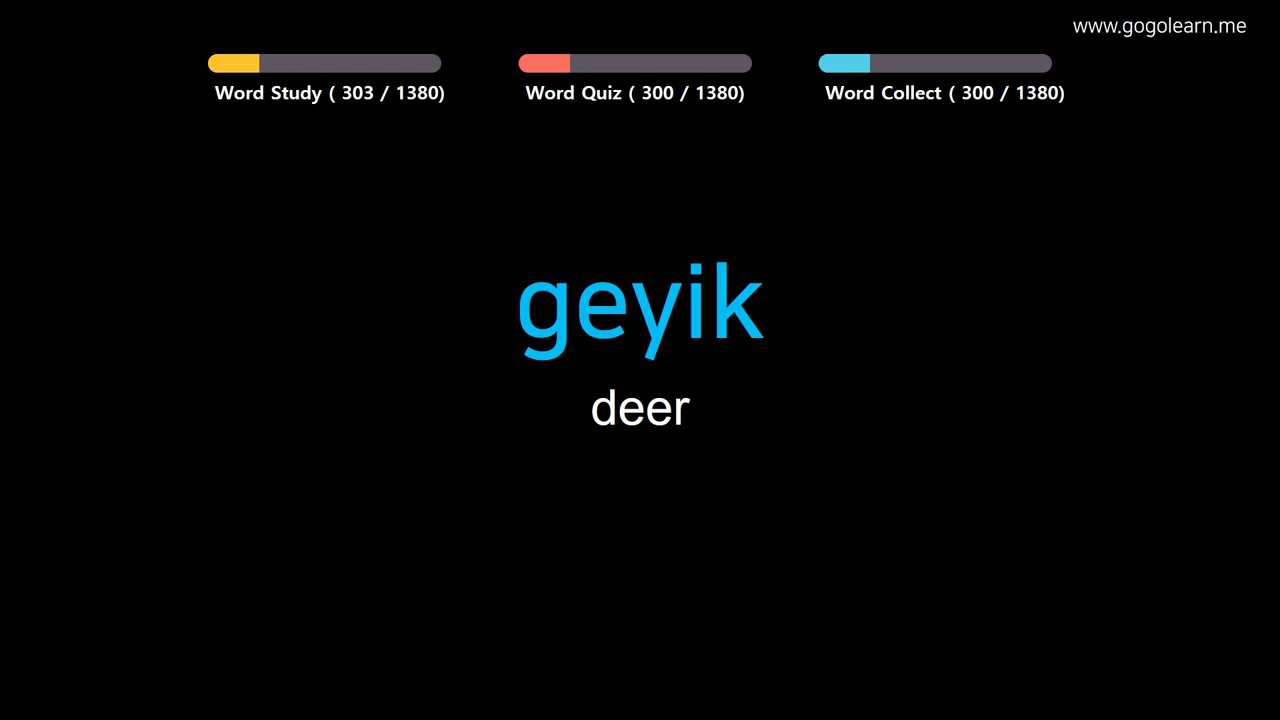 www.gogolearn.me
Word Study ( 303 / 1380)
Word Quiz ( 300 / 1380)
Word Collect ( 300 / 1380)
geyik
deer